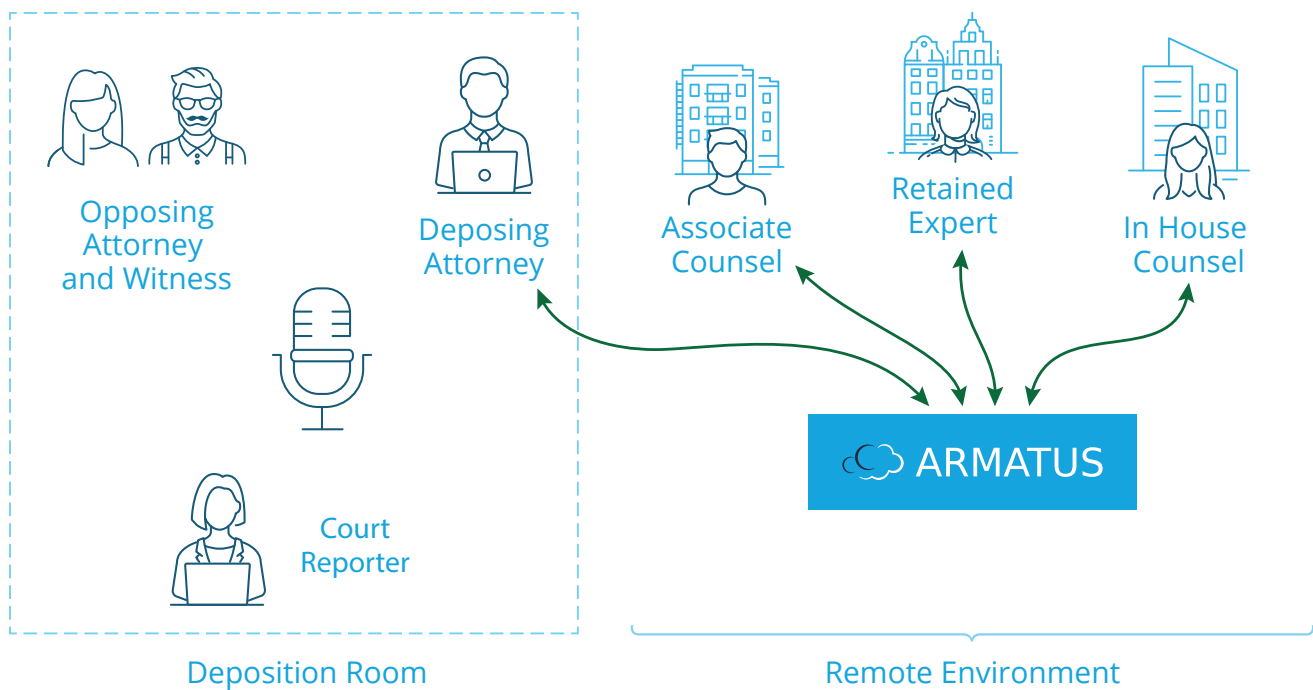 Opposing
Attorney
and Witness
Deposing
Attorney
Court
Reporter
Deposition Room
Associate
Counsel
Retained
Expert
In House
Counsel
ARMATUS
Remote Environment